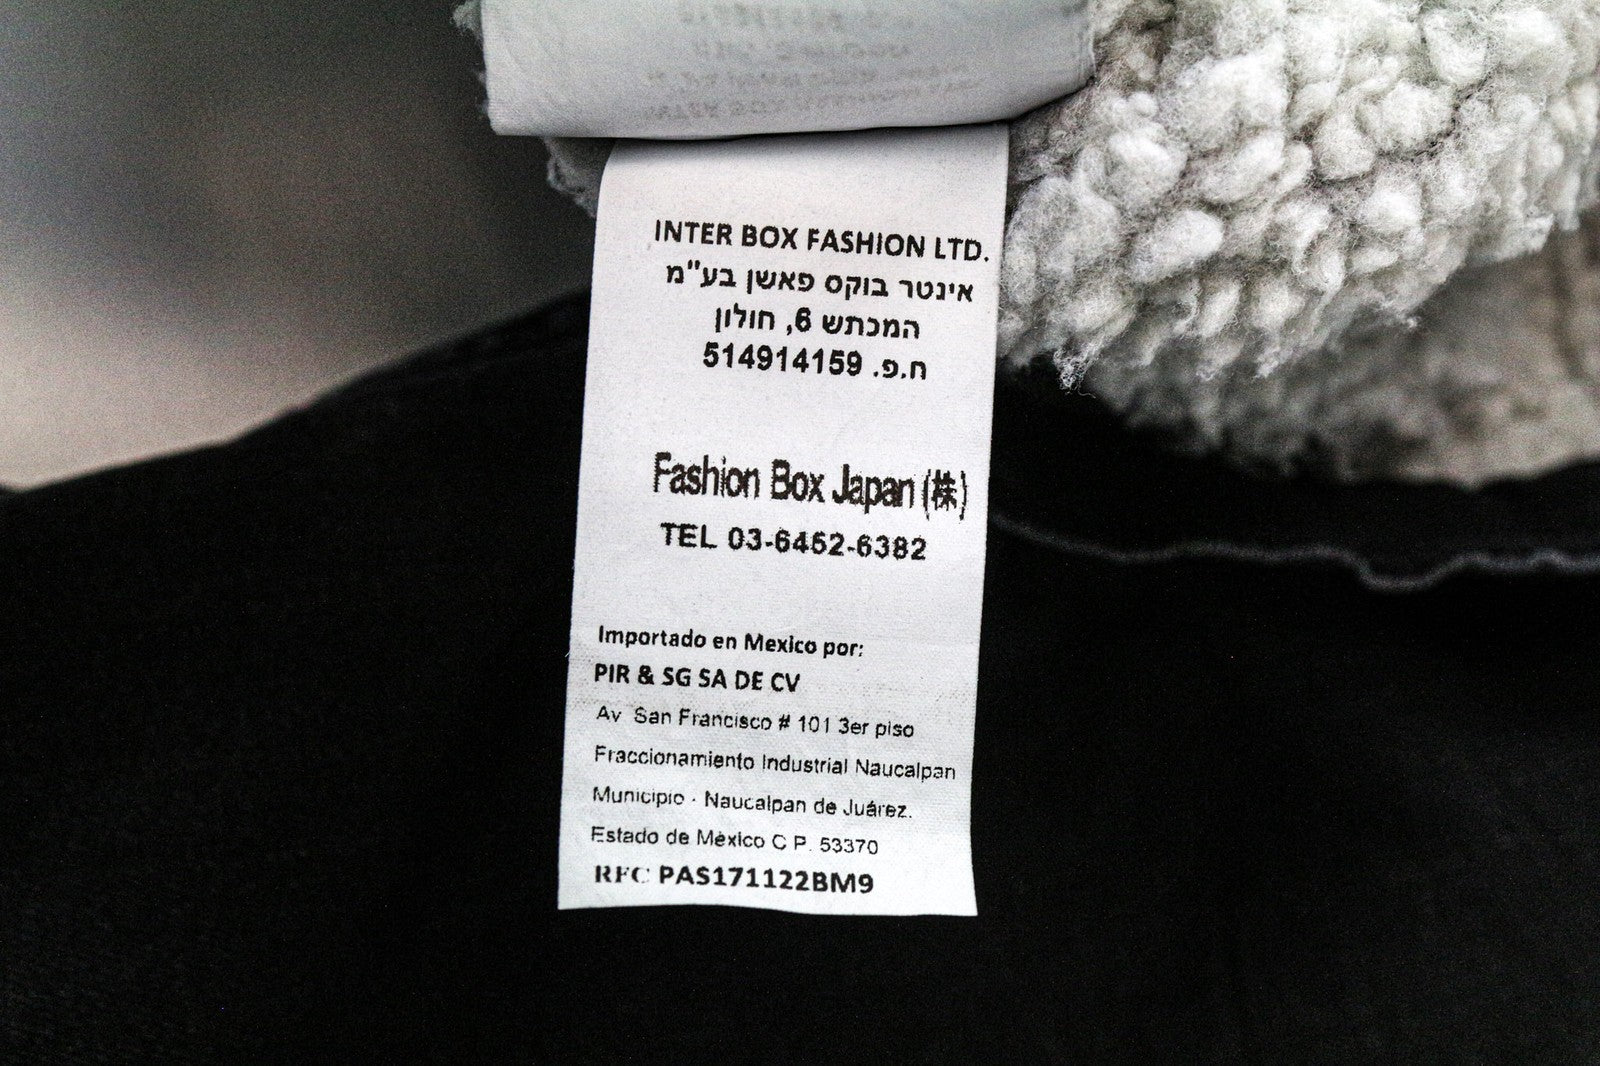 INTER BOX FASHION LTD.
אינטר בוקס פאשן בע"מ
המכתש 6, חולון
ח.פ. 514914159
Fashion Box Japan (株)
TEL 03-6452-6382
Importado en Mexico por:
PIR & SG SA DE CV
Av San Francisco # 101 3er piso
Fraccionamiento Industrial Naucalpan
Municipio · Naucalpan de Juárez.
Estado de México C P. 53370
RFC PAS171122BM9